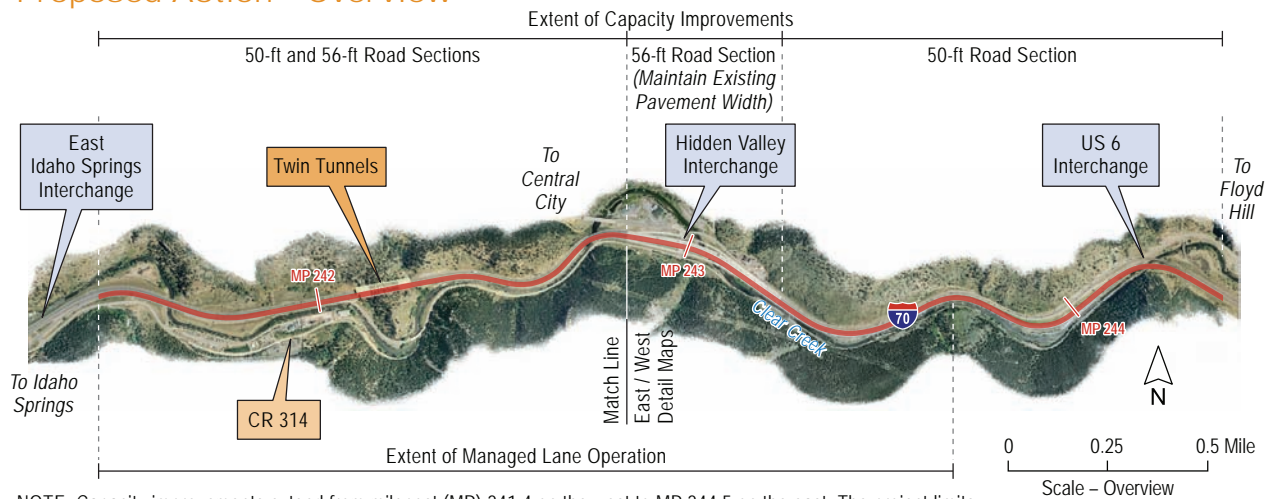 Proposed Action – Overview
Extent of Capacity Improvements
50-ft and 56-ft Road Sections
56-ft Road Section
(Maintain Existing
Pavement Width)
50-ft Road Section
East
Idaho Springs
Interchange
Twin Tunnels
To
Central
City
Hidden Valley
Interchange
US 6
Interchange
To
Floyd
Hill
MP 242
MP 243
Clear Creek
70
MP 244
To Idaho
Springs
CR 314
Match Line
East / West
Detail Maps
N
Extent of Managed Lane Operation
0 0.25 0.5 Mile
Scale – Overview
NOTE: Capacity improvements extend from milepost (MP) 241.4 on the west to MP 244.5 on the east. The project limits